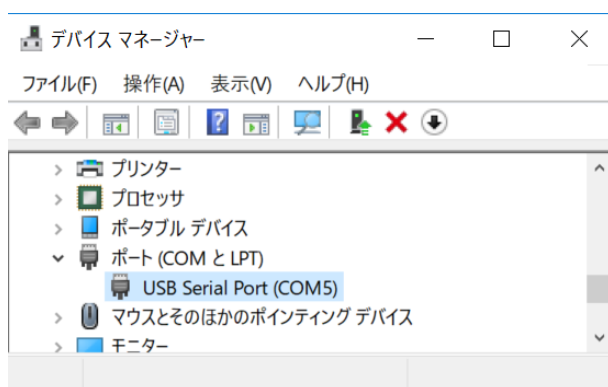 デバイス マネージャー
ファイル(F) 操作(A) 表示(V) ヘルプ(H)
プリンター
プロセッサ
ポータブル デバイス
ポート (COM と LPT)
USB Serial Port (COM5)
マウスとそのほかのポインティング デバイス
モニター